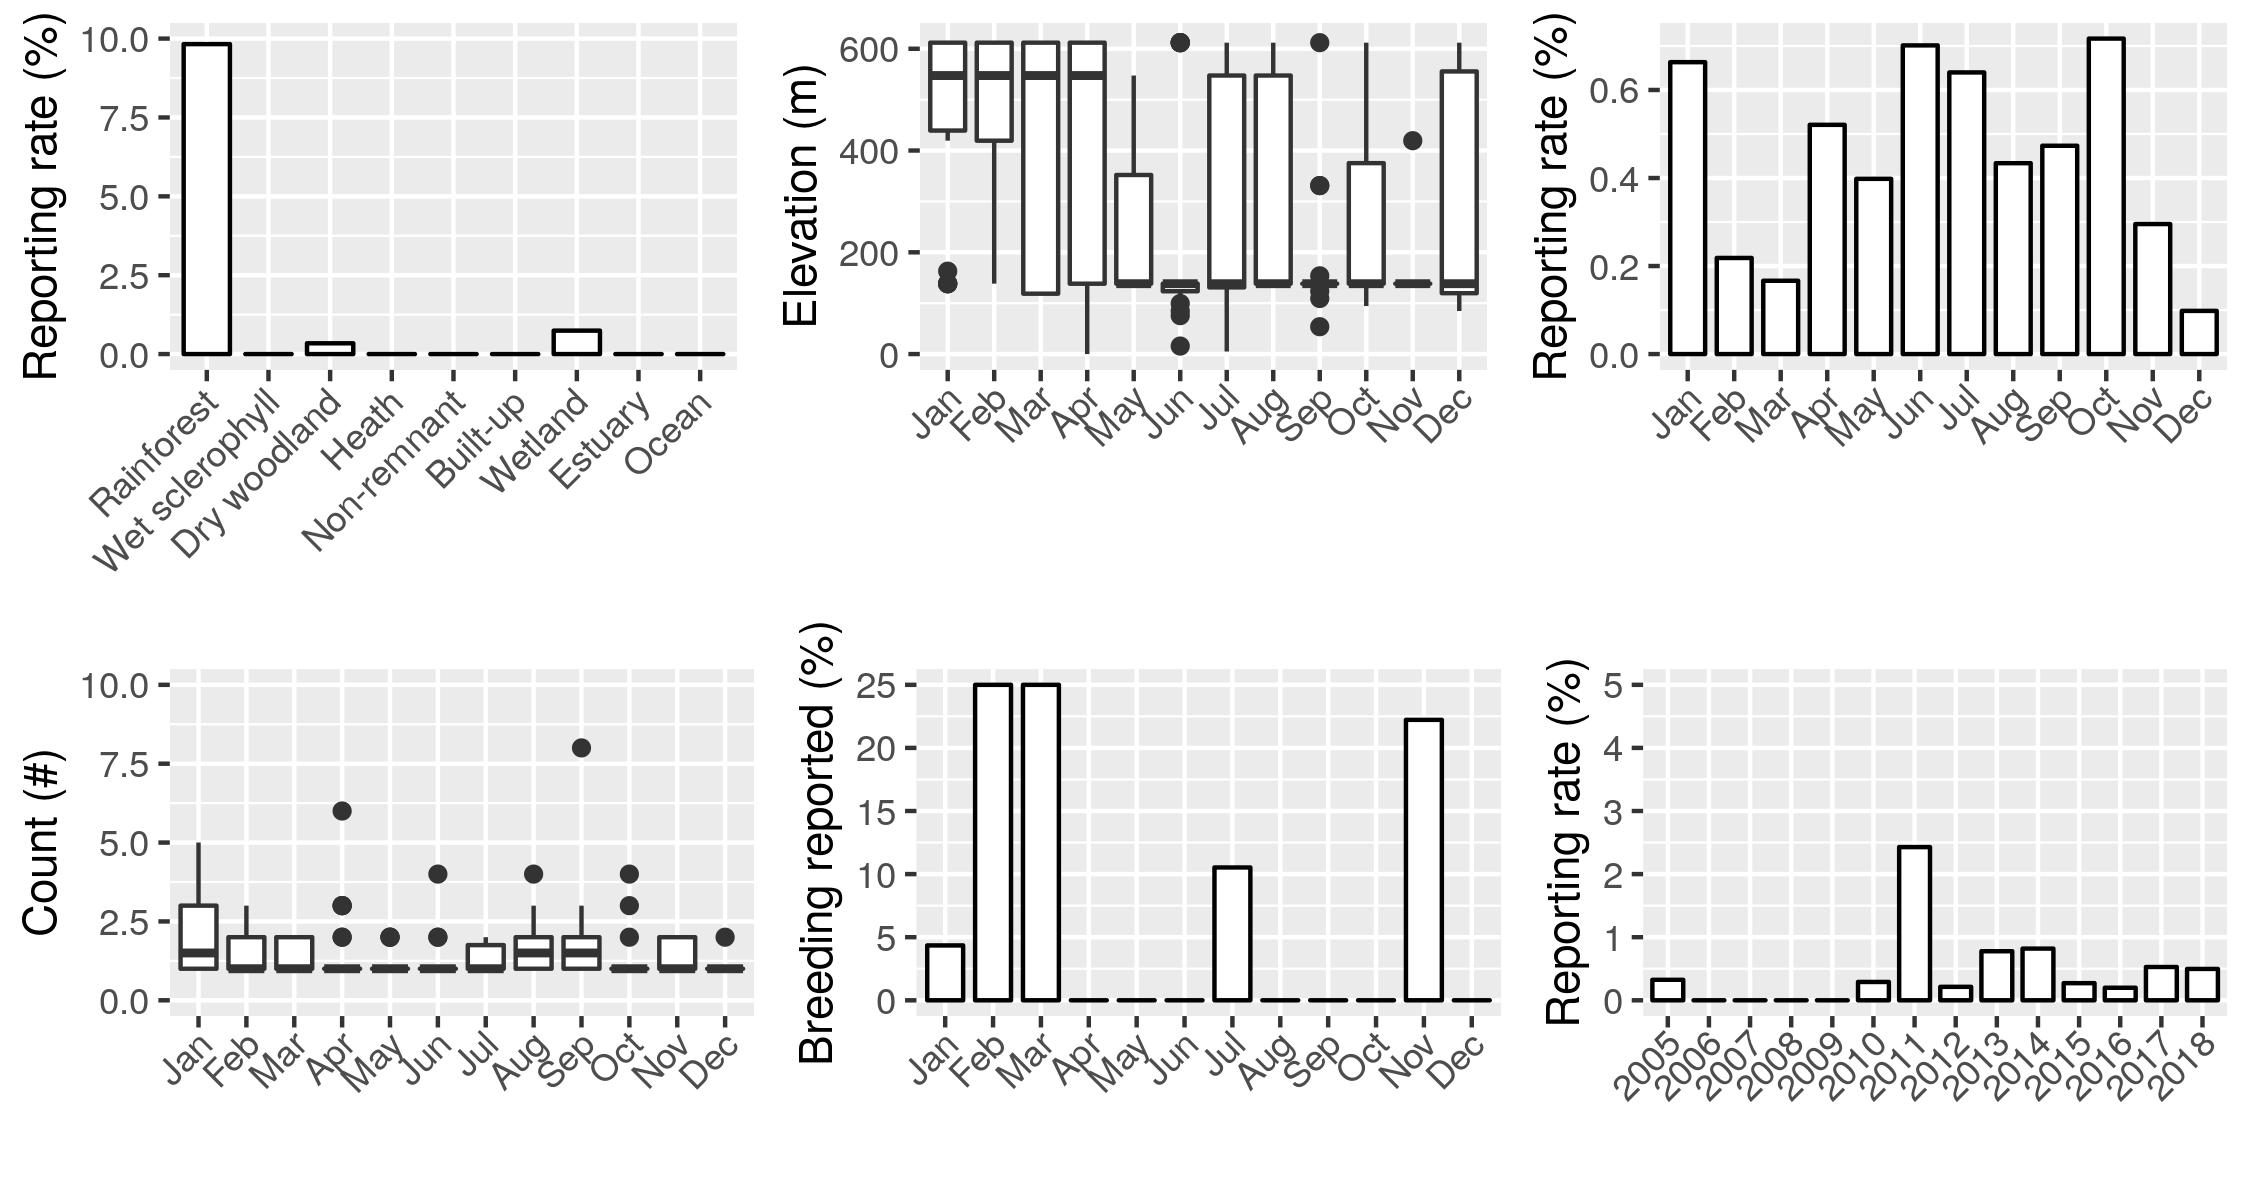 Reporting rate (%)
10.0
7.5
5.0
2.5
0.0
Rainforest
Wet sclerophyll
Dry woodland
Heath
Non-remnant
Built-up
Wetland
Estuary
Ocean
Elevation (m)
600
400
200
0
Jan
Feb
Mar
Apr
May
Jun
Jul
Aug
Sep
Oct
Nov
Dec
Reporting rate (%)
0.6
0.4
0.2
0.0
Jan
Feb
Mar
Apr
May
Jun
Jul
Aug
Sep
Oct
Nov
Dec
Count (#)
10.0
7.5
5.0
2.5
0.0
Jan
Feb
Mar
Apr
May
Jun
Jul
Aug
Sep
Oct
Nov
Dec
Breeding reported (%)
25
20
15
10
5
0
Jan
Feb
Mar
Apr
May
Jun
Jul
Aug
Sep
Oct
Nov
Dec
Reporting rate (%)
5
4
3
2
1
0
2005
2006
2007
2008
2009
2010
2011
2012
2013
2014
2015
2016
2017
2018